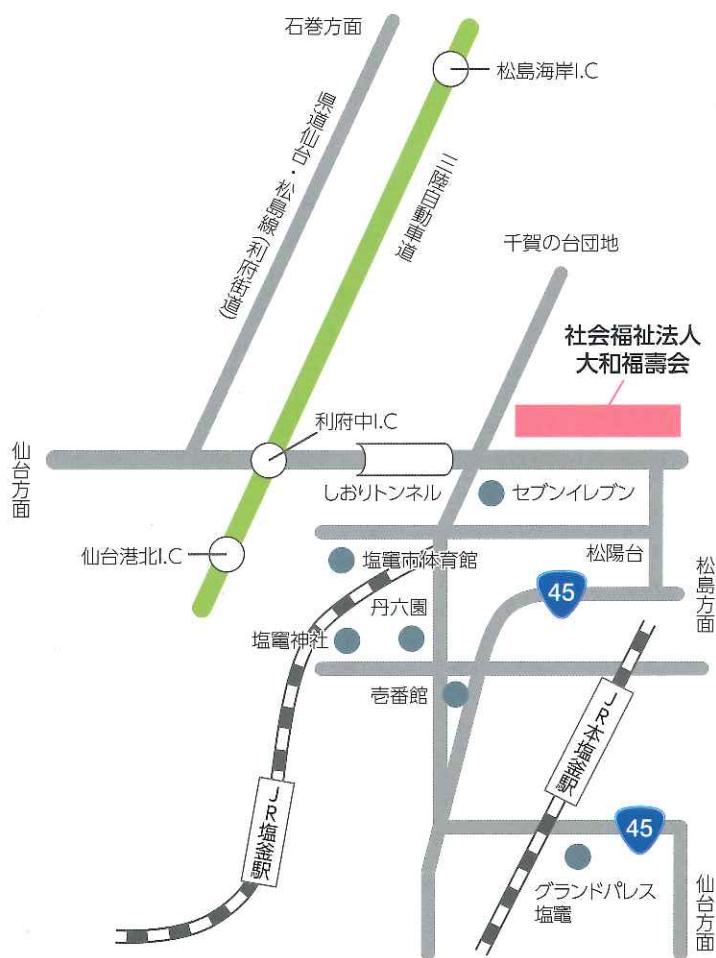 石巻方面
松島海岸I.C
県道仙台・松島線(利府街道)
三陸自動車道
千賀の台団地
社会福祉法人
大和福壽会
利府中I.C
仙台方面
しおりトンネル
セブンイレブン
仙台港北I.C
塩竈市体育館
松陽台
松島方面
45
丹六園
塩竈神社
壱番館
JR本塩釜駅
JR塩釜駅
45
グランドパレス
塩竈
仙台方面